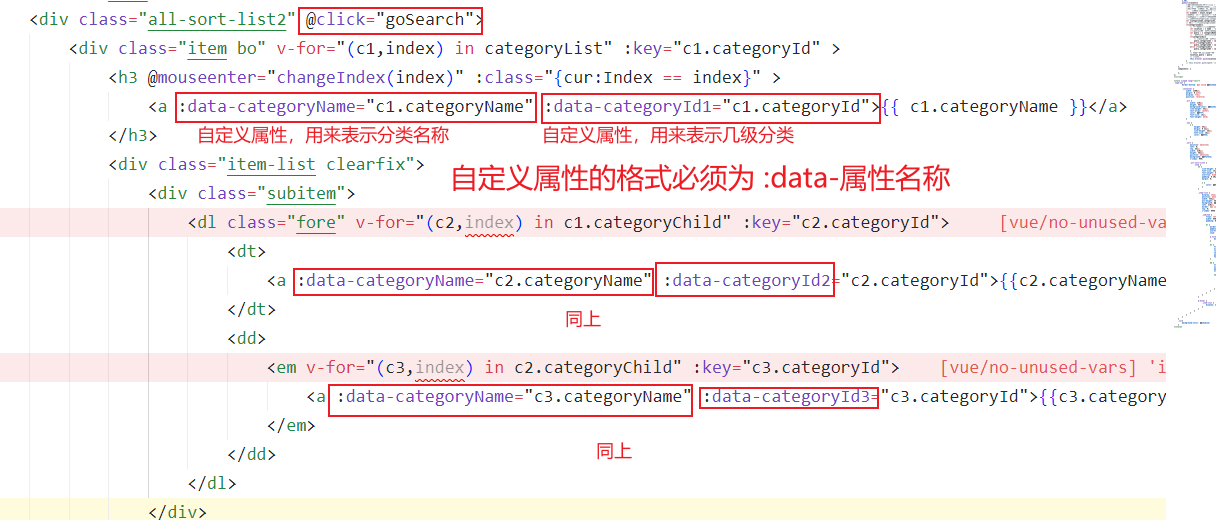 <div class="all-sort-list2" @click="goSearch">
<div class="item bo" v-for="(c1,index) in categoryList" :key="c1.categoryId" >
<h3 @mouseenter="changeIndex(index)" :class="{cur:Index == index}" >
<a :data-categoryName="c1.categoryName" :data-categoryId1="c1.categoryId">{{ c1.categoryName }}</a>
</h3> 自定义属性，用来表示分类名称 自定义属性，用来表示几级分类
<div class="item-list clearfix">
自定义属性的格式必须为 :data-属性名称
<div class="subitem">
<dl class="fore" v-for="(c2,index) in c1.categoryChild" :key="c2.categoryId"> [vue/no-unused-va
<dt>
<a :data-categoryName="c2.categoryName" :data-categoryId2="c2.categoryId">{{c2.categoryName
</dt>
同上
<dd>
<em v-for="(c3,index) in c2.categoryChild" :key="c3.categoryId"> [vue/no-unused-vars] 'i
<a :data-categoryName="c3.categoryName" :data-categoryId3="c3.categoryId">{{c3.category
</em>
同上
</dd>
</dl>
</div>